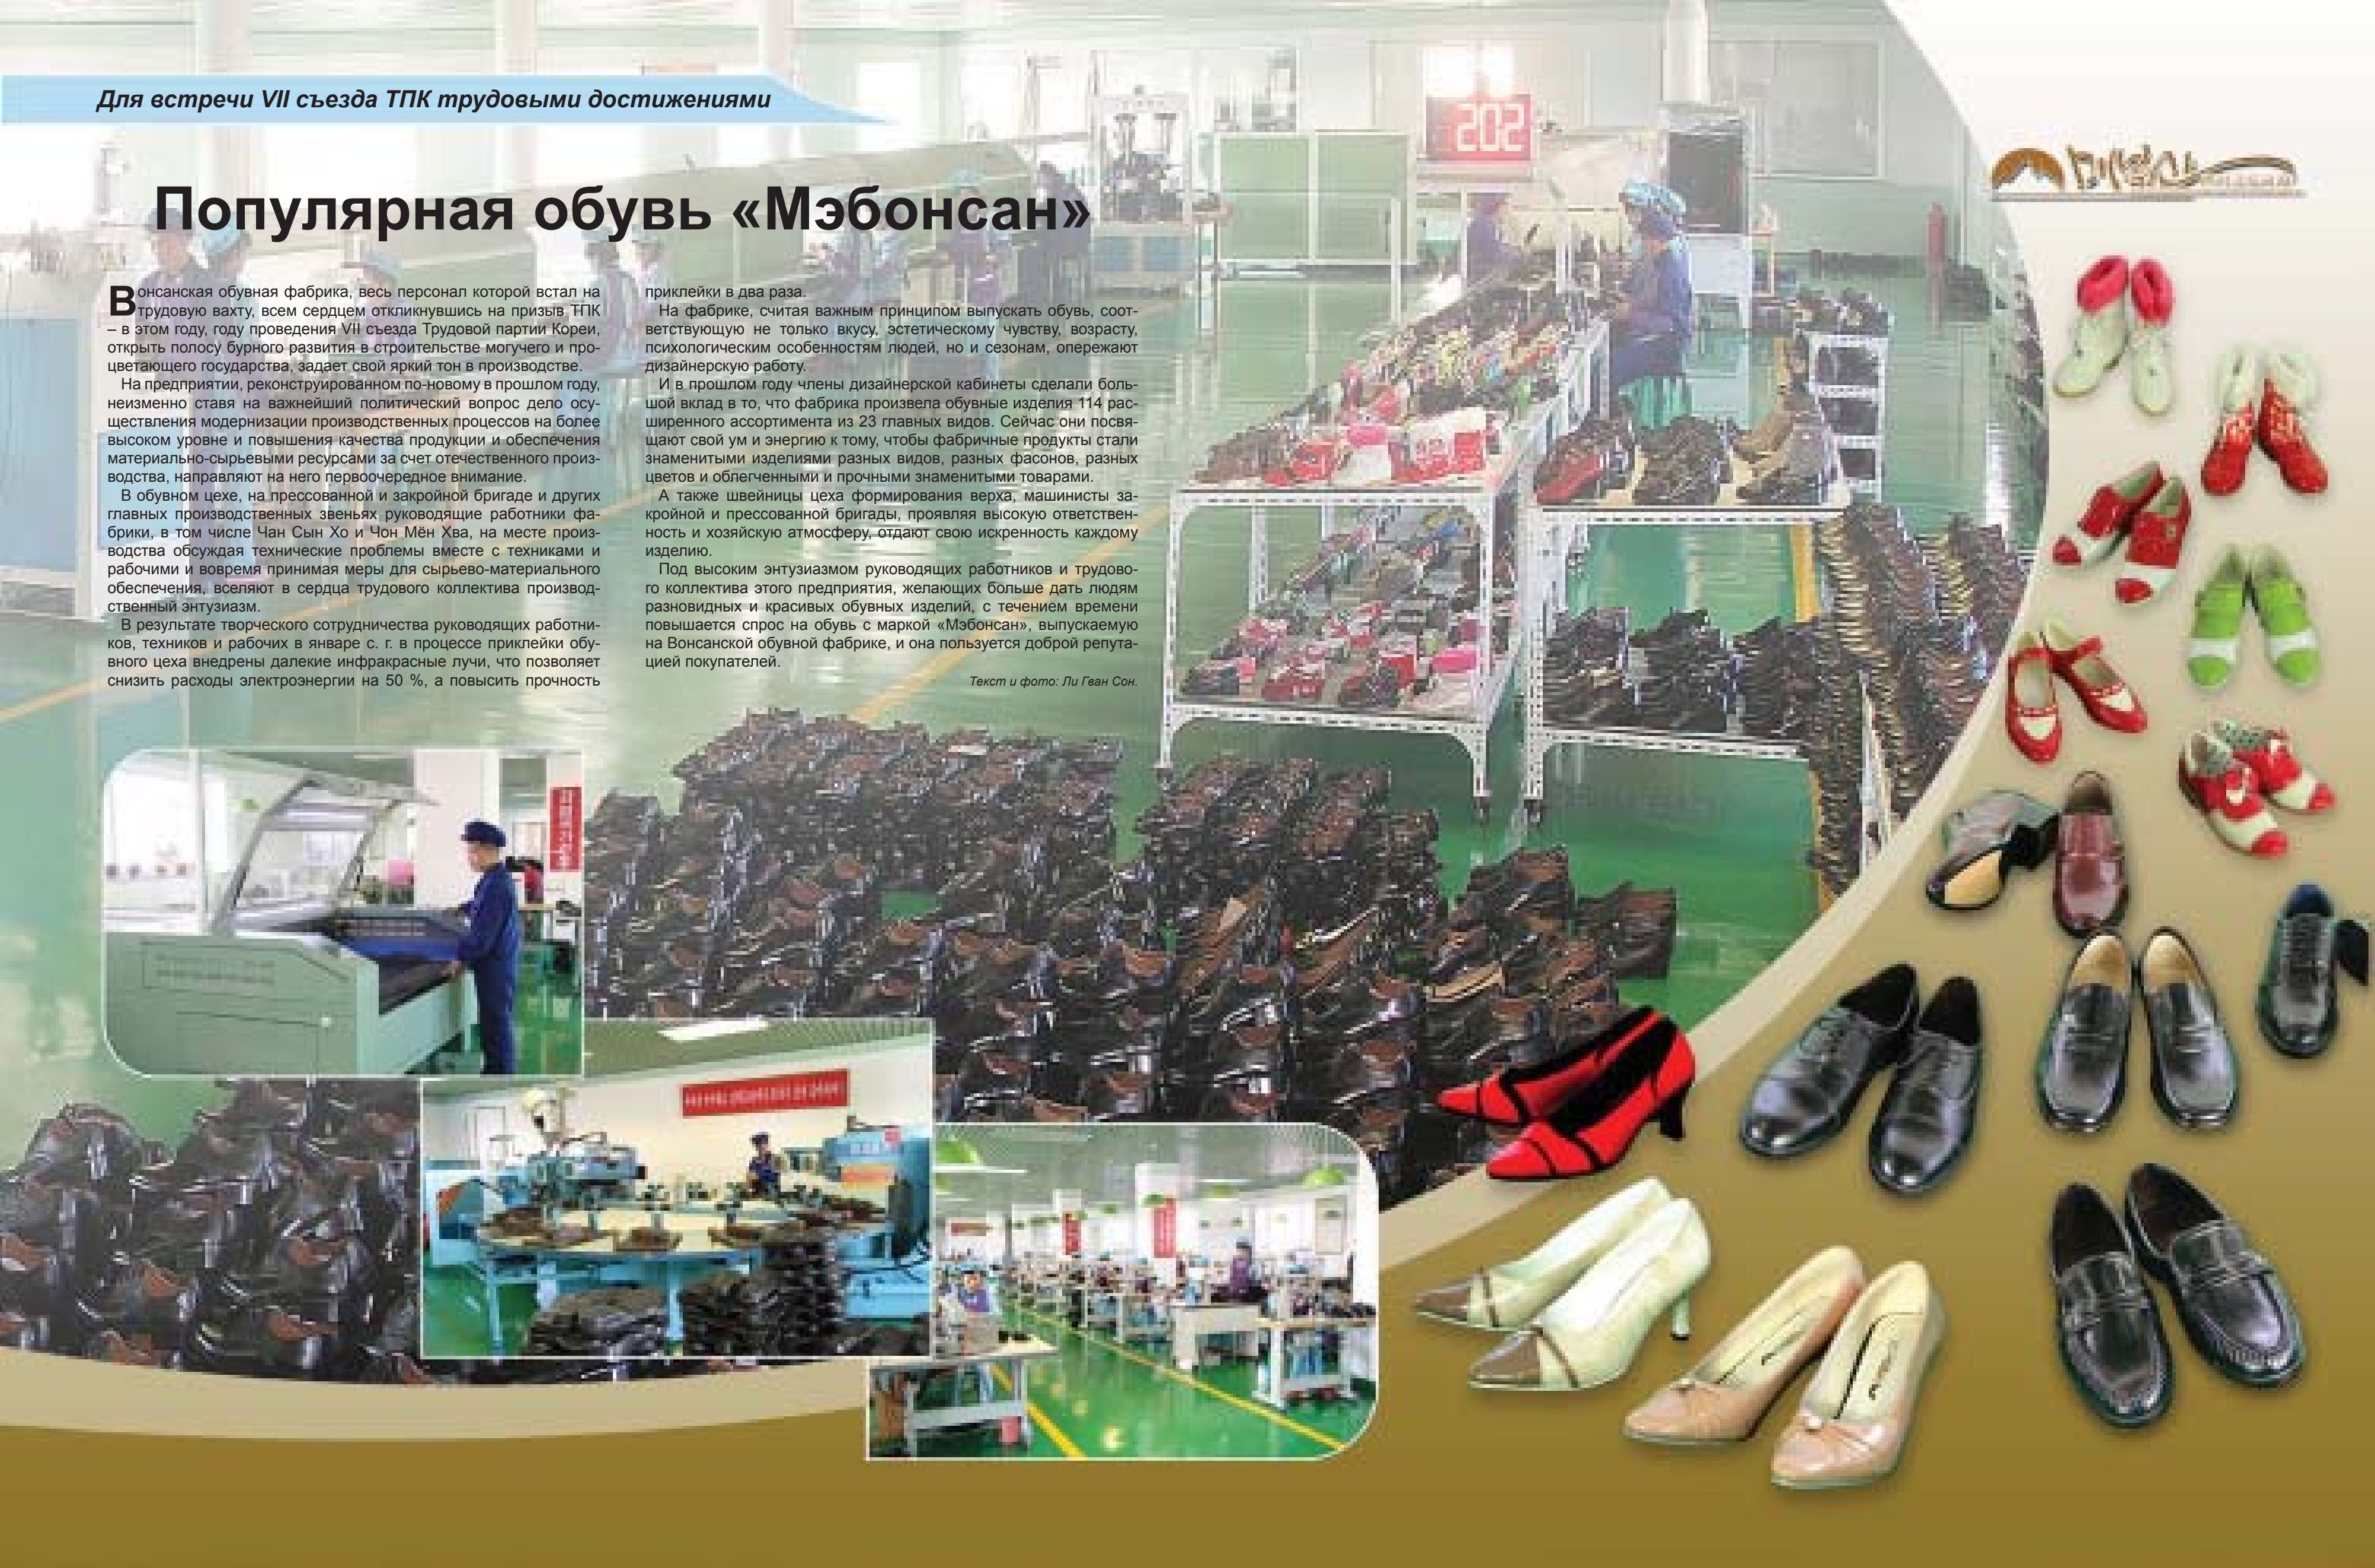 Для встречи VII съезда ТПК трудовыми достижениями
Популярная обувь «Мэбонсан»
Вонсанская обувная фабрика, весь персонал которой встал на
трудовую вахту, всем сердцем откликнувшись на призыв ТПК
– в этом году, году проведения VII съезда Трудовой партии Кореи,
открыть полосу бурного развития в строительстве могучего и про-
цветающего государства, задает свой яркий тон в производстве.
На предприятии, реконструированном по-новому в прошлом году,
неизменно ставя на важнейший политический вопрос дело осу-
ществления модернизации производственных процессов на более
высоком уровне и повышения качества продукции и обеспечения
материально-сырьевыми ресурсами за счет отечественного произ-
водства, направляют на него первоочередное внимание.
В обувном цехе, на прессованной и закройной бригаде и других
главных производственных звеньях руководящие работники фа-
брики, в том числе Чан Сын Хо и Чон Мён Хва, на месте произ-
водства обсуждая технические проблемы вместе с техниками и
рабочими и вовремя принимая меры для сырьево-материального
обеспечения, вселяют в сердца трудового коллектива производ-
ственный энтузиазм.
В результате творческого сотрудничества руководящих работни-
ков, техников и рабочих в январе с. г. в процессе приклейки обу-
вного цеха внедрены далекие инфракрасные лучи, что позволяет
снизить расходы электроэнергии на 50 %, а повысить прочность
приклейки в два раза.
На фабрике, считая важным принципом выпускать обувь, соот-
ветствующую не только вкусу, эстетическому чувству, возрасту,
психологическим особенностям людей, но и сезонам, опережают
дизайнерскую работу.
И в прошлом году члены дизайнерской кабинеты сделали боль-
шой вклад в то, что фабрика произвела обувные изделия 114 рас-
ширенного ассортимента из 23 главных видов. Сейчас они посвя-
щают свой ум и энергию к тому, чтобы фабричные продукты стали
знаменитыми изделиями разных видов, разных фасонов, разных
цветов и облегченными и прочными знаменитыми товарами.
А также швейницы цеха формирования верха, машинисты за-
кройной и прессованной бригады, проявляя высокую ответствен-
ность и хозяйскую атмосферу, отдают свою искренность каждому
изделию.
Под высоким энтузиазмом руководящих работников и трудово-
го коллектива этого предприятия, желающих больше дать людям
разновидных и красивых обувных изделий, с течением времени
повышается спрос на обувь с маркой «Мэбонсан», выпускаемую
на Вонсанской обувной фабрике, и она пользуется доброй репута-
цией покупателей.
Текст и фото: Ли Гван Сон.
202
매봉산